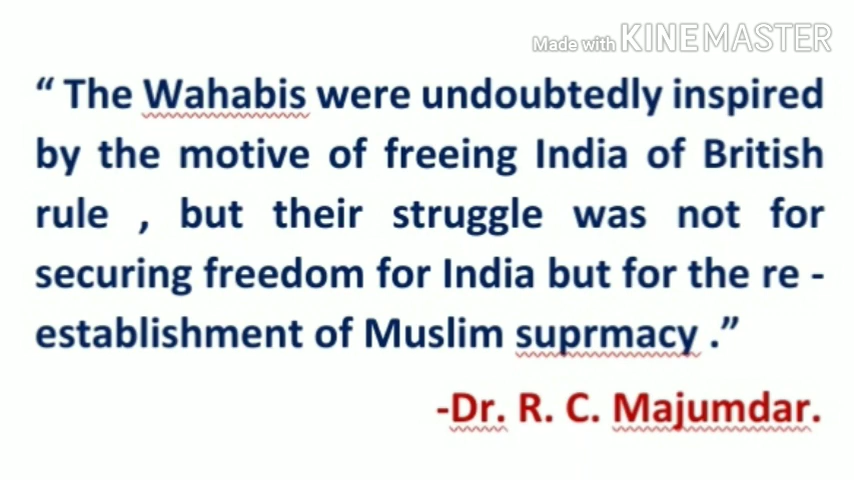 Made with KINEMASTER
“ The Wahabis were undoubtedly inspired
by the motive of freeing India of British
rule , but their struggle was not for
securing freedom for India but for the re -
establishment of Muslim suprmacy .”
-Dr. R. C. Majumdar.